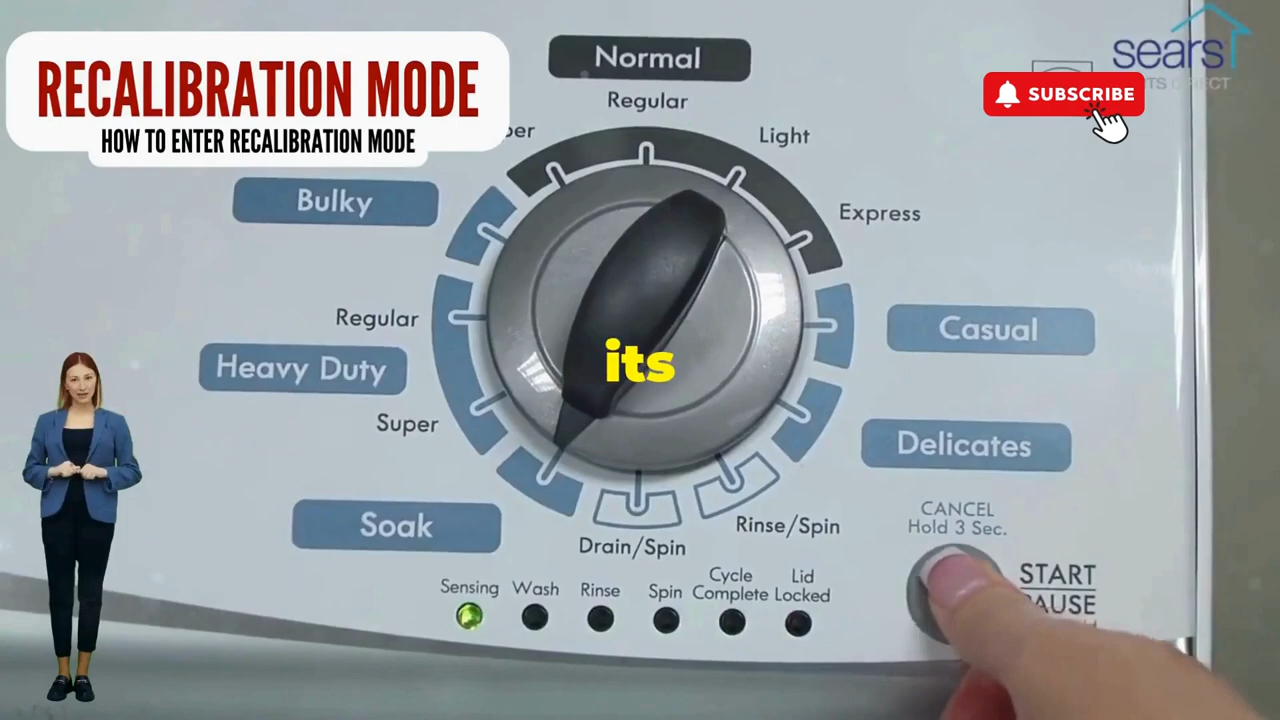 RECALIBRATION MODE
HOW TO ENTER RECALIBRATION MODE
sears
SUBSCRIBE
Normal
Regular
Light
Bulky
Express
Regular
Casual
its
Heavy Duty
Super
Delicates
CANCEL
Hold 3 Sec.
Soak
Rinse/Spin
Drain/Spin
Sensing
Wash
Rinse
Spin
Cycle
Complete
Lid
Locked
START